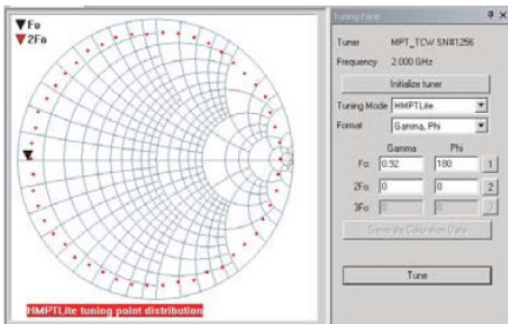 Fo
2Fo
HMPTLite tuning point distribution
Tuning Panel
Tuner MPT_TCW SN#1256
Frequency 2.000 GHz
Initialize tuner
Tuning Mode HMPTLite
Format Gamma, Phi
Gamma Phi
Fo: 0.92 180 1
2Fo: 0 0 2
3Fo: 0 0
Generate Calibration Data
Tune